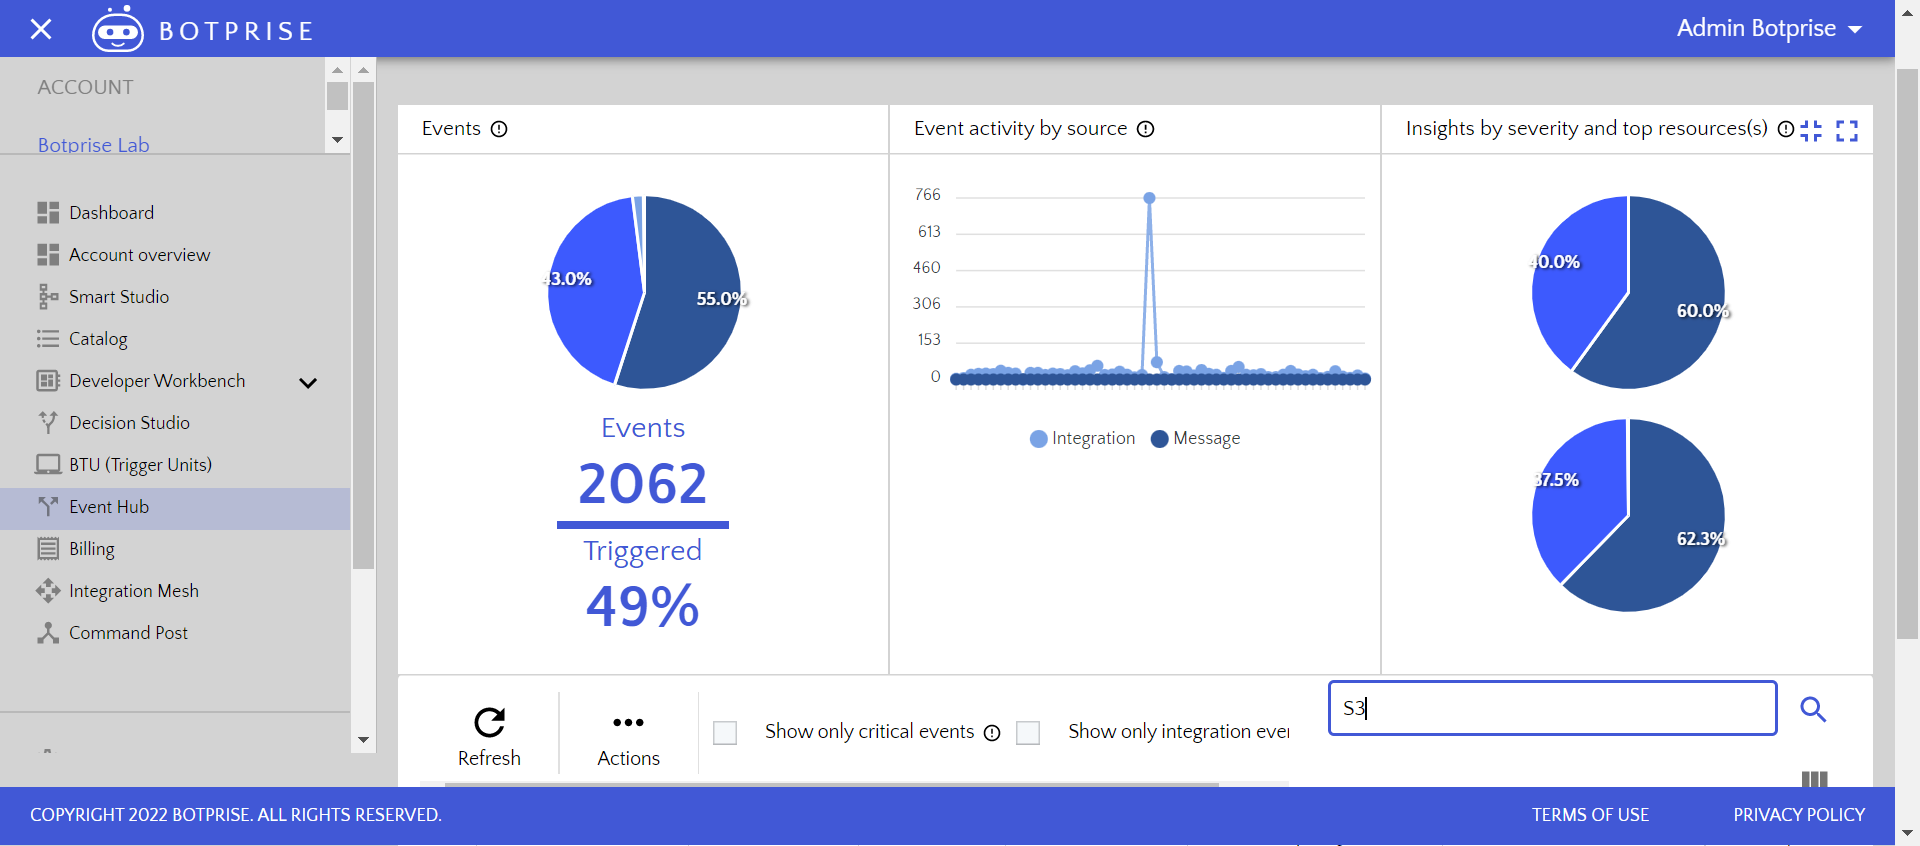 BOTPRISE
Admin Botprise
ACCOUNT
Botprise Lab
Dashboard
Account overview
Smart Studio
Catalog
Developer Workbench
Decision Studio
BTU (Trigger Units)
Event Hub
Billing
Integration Mesh
Command Post
Events
43.0%
55.0%
Events
2062
Triggered
49%
Event activity by source
766
613
460
306
153
0
Integration Message
Insights by severity and top resources(s)
40.0%
60.0%
37.5%
62.3%
Refresh
Actions
Show only critical events
Show only integration ever
S3
COPYRIGHT 2022 BOTPRISE. ALL RIGHTS RESERVED.
TERMS OF USE
PRIVACY POLICY